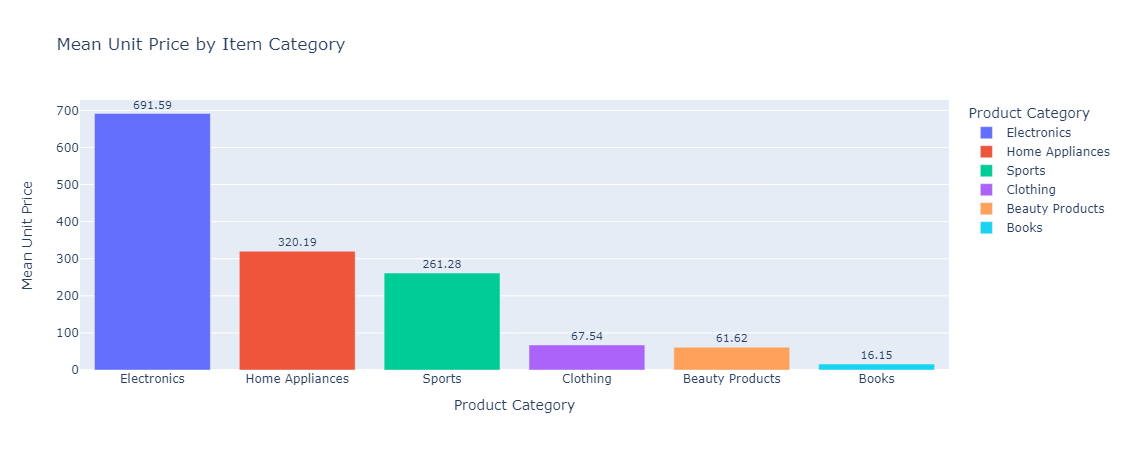 Mean Unit Price by Item Category
Mean Unit Price
700
600
500
400
300
200
100
0
691.59
320.19
261.28
67.54
61.62
16.15
Electronics
Home Appliances
Sports
Clothing
Beauty Products
Books
Product Category
Product Category
Electronics
Home Appliances
Sports
Clothing
Beauty Products
Books